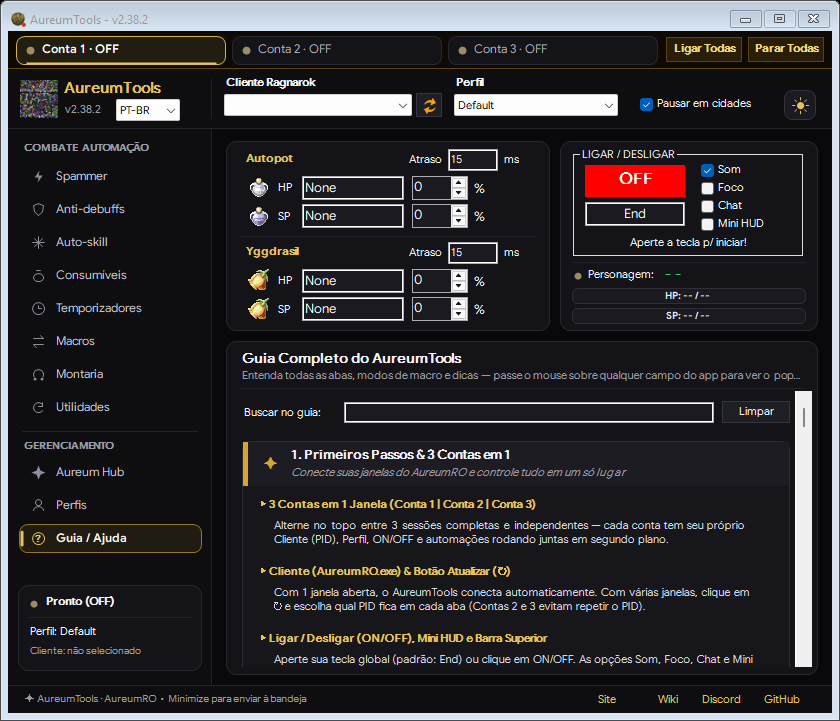 AureumTools - v2.38.2
Conta 1 · OFF
Conta 2 · OFF
Conta 3 · OFF
Ligar Todas
Parar Todas
AureumTools
v2.38.2
PT-BR
Cliente Ragnarok
Perfil
Default
Pausar em cidades
COMBATE AUTOMAÇÃO
Spammer
Anti-debuffs
Auto-skill
Consumíveis
Temporizadores
Macros
Montaria
Utilidades
GERENCIAMENTO
Aureum Hub
Perfis
Guia / Ajuda
Pronto (OFF)
Perfil: Default
Cliente: não selecionado
Autopot
Atraso 15 ms
HP None 0 %
SP None 0 %
Yggdrasil
Atraso 15 ms
HP None 0 %
SP None 0 %
LIGAR / DESLIGAR
OFF
End
Som
Foco
Chat
Mini HUD
Aperte a tecla p/ iniciar!
Personagem: - -
HP: -- / --
SP: -- / --
Guia Completo do AureumTools
Entenda todas as abas, modos de macro e dicas — passe o mouse sobre qualquer campo do app para ver o pop...
Buscar no guia:
Limpar
1. Primeiros Passos & 3 Contas em 1
Conecte suas janelas do AureumRO e controle tudo em um só lugar
▸ 3 Contas em 1 Janela (Conta 1 | Conta 2 | Conta 3)
Alterne no topo entre 3 sessões completas e independentes — cada conta tem seu próprio
Cliente (PID), Perfil, ON/OFF e automações rodando juntas em segundo plano.
▸ Cliente (AureumRO.exe) & Botão Atualizar (↻)
Com 1 janela aberta, o AureumTools conecta automaticamente. Com várias janelas, clique em
↻ e escolha qual PID fica em cada aba (Contas 2 e 3 evitam repetir o PID).
▸ Ligar / Desligar (ON/OFF), Mini HUD e Barra Superior
Aperte sua tecla global (padrão: End) ou clique em ON/OFF. As opções Som, Foco, Chat e Mini
AureumTools · AureumRO • Minimize para enviar à bandeja
Site
Wiki
Discord
GitHub